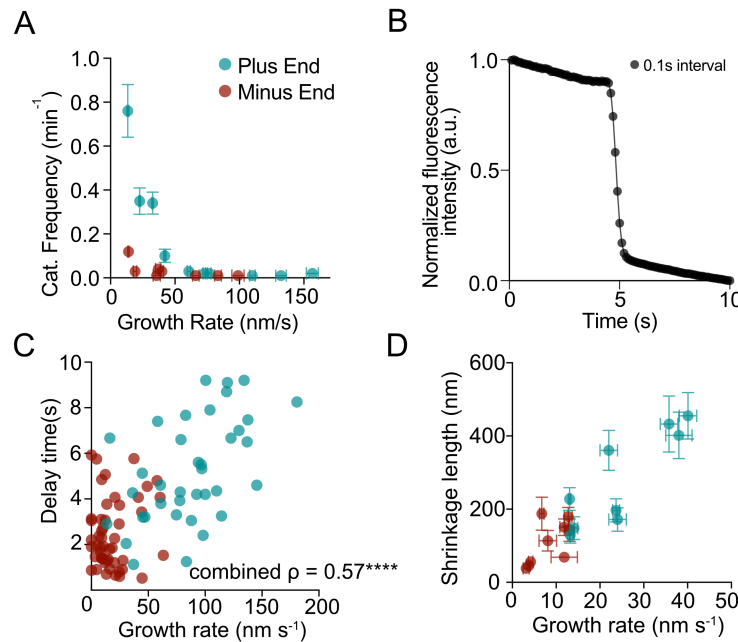 A
Cat. Frequency (min-1)
1.0
0.8
0.6
0.4
0.2
0.0
Plus End
Minus End
0
50
100
150
Growth Rate (nm/s)
B
Normalized fluorescence
intensity (a.u.)
1.0
0.5
0.0
0.1s interval
0
5
10
Time (s)
C
Delay time(s)
10
8
6
4
2
combined ρ = 0.57****
0
50
100
150
200
Growth rate (nm s-1)
D
Shrinkage length (nm)
600
400
200
0
0
10
20
30
40
50
Growth rate (nm s-1)